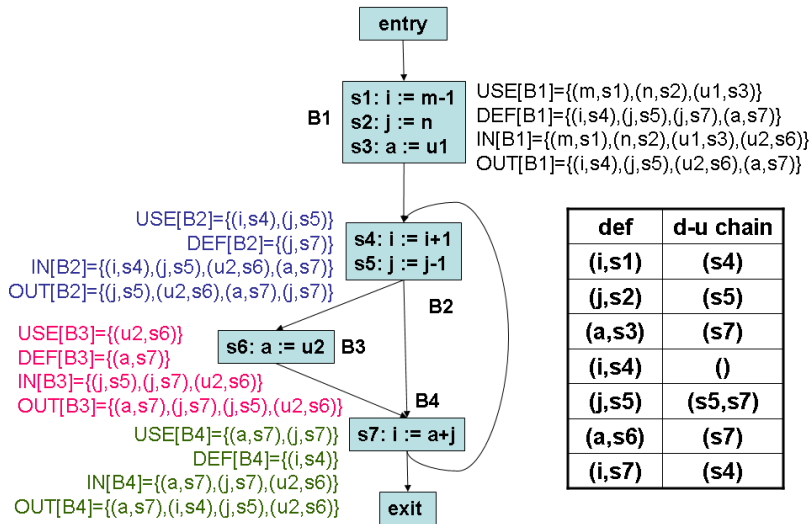 entry
B1
s1: i := m-1
s2: j := n
s3: a := u1
USE[B1]={(m,s1),(n,s2),(u1,s3)}
DEF[B1]={(i,s4),(j,s5),(j,s7),(a,s7)}
IN[B1]={(m,s1),(n,s2),(u1,s3),(u2,s6)}
OUT[B1]={(i,s4),(j,s5),(u2,s6),(a,s7)}
USE[B2]={(i,s4),(j,s5)}
DEF[B2]={(j,s7)}
IN[B2]={(i,s4),(j,s5),(u2,s6),(a,s7)}
OUT[B2]={(j,s5),(u2,s6),(a,s7),(j,s7)}
s4: i := i+1
s5: j := j-1
B2
USE[B3]={(u2,s6)}
DEF[B3]={(a,s7)}
IN[B3]={(j,s5),(j,s7),(u2,s6)}
OUT[B3]={(a,s7),(j,s7),(j,s5),(u2,s6)}
s6: a := u2
B3
B4
USE[B4]={(a,s7),(j,s7)}
DEF[B4]={(i,s4)}
IN[B4]={(a,s7),(j,s7),(u2,s6)}
OUT[B4]={(a,s7),(i,s4),(j,s5),(u2,s6)}
s7: i := a+j
exit
def d-u chain
(i,s1) (s4)
(j,s2) (s5)
(a,s3) (s7)
(i,s4) ()
(j,s5) (s5,s7)
(a,s6) (s7)
(i,s7) (s4)